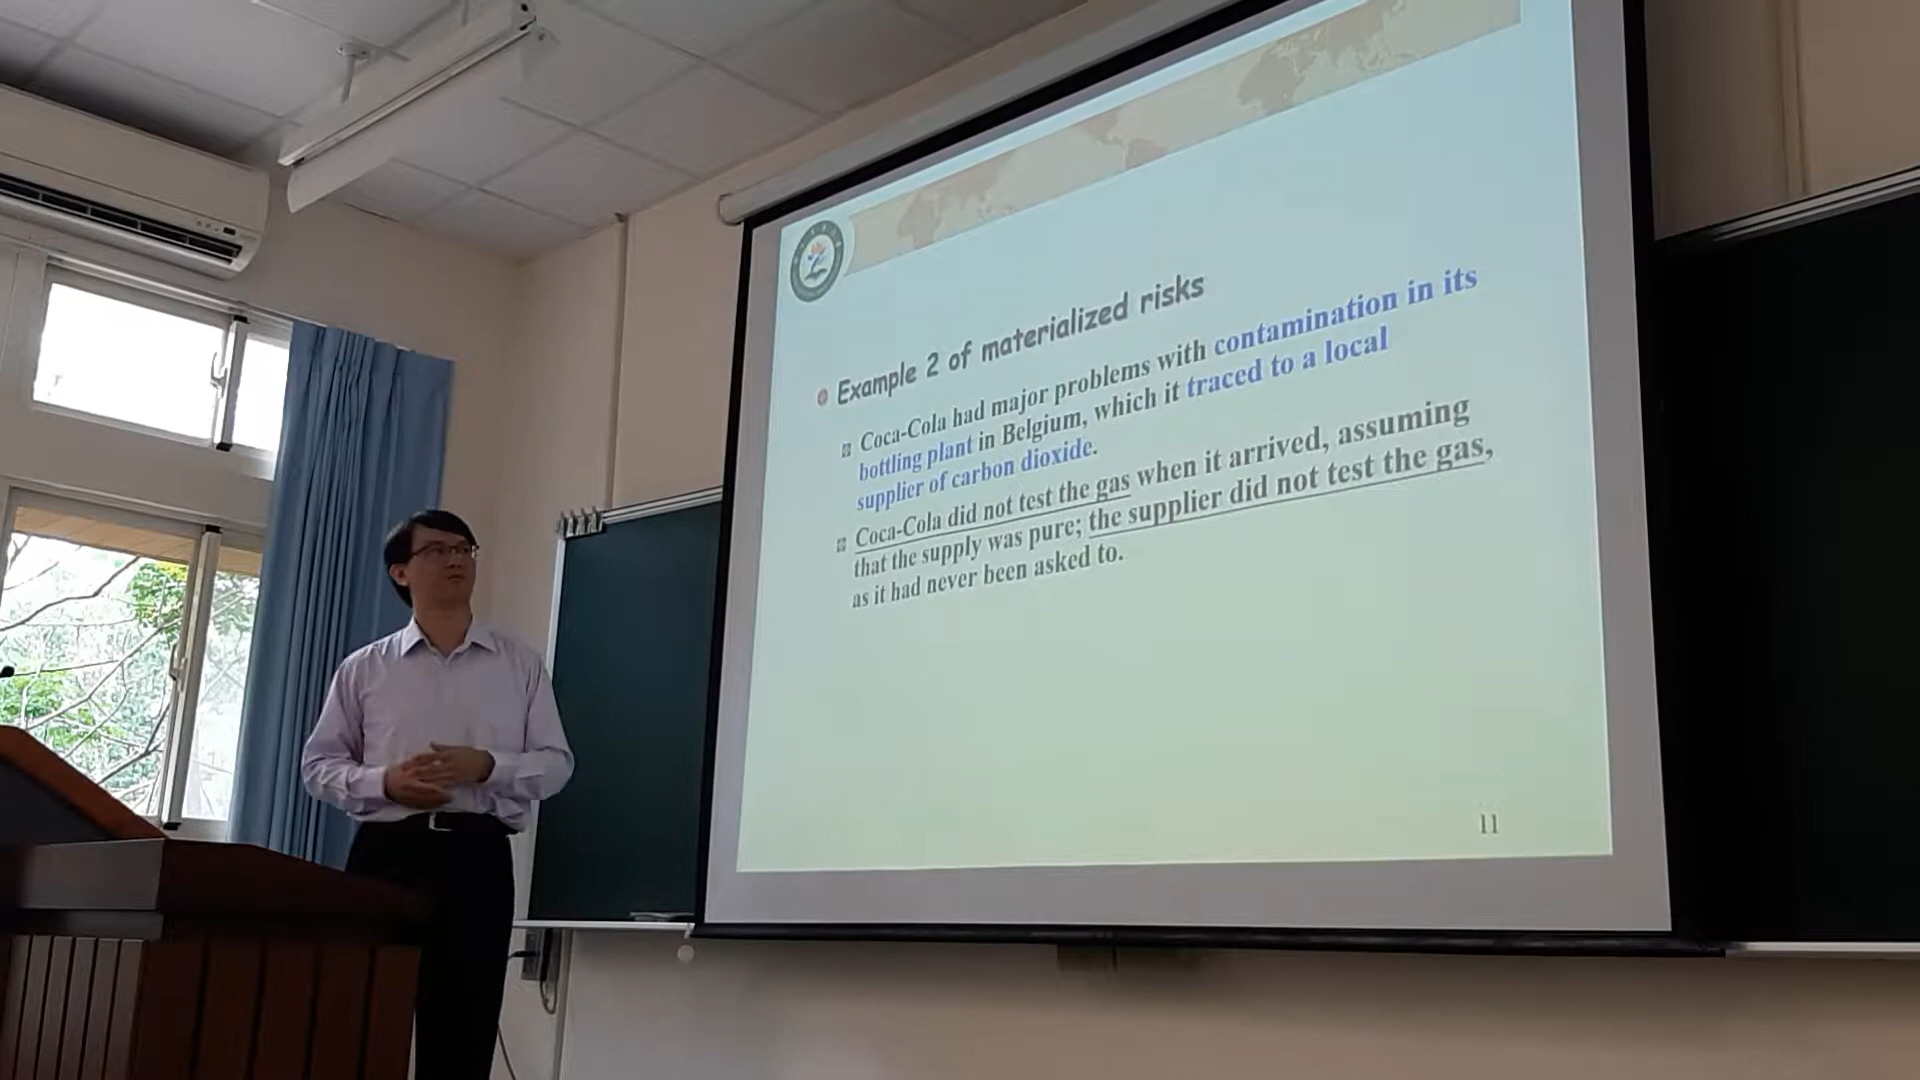 Example 2 of materialized risks
Coca-Cola had major problems with contamination in its
bottling plant in Belgium, which it traced to a local
supplier of carbon dioxide.
Coca-Cola did not test the gas when it arrived, assuming
that the supply was pure; the supplier did not test the gas,
as it had never been asked to.
11